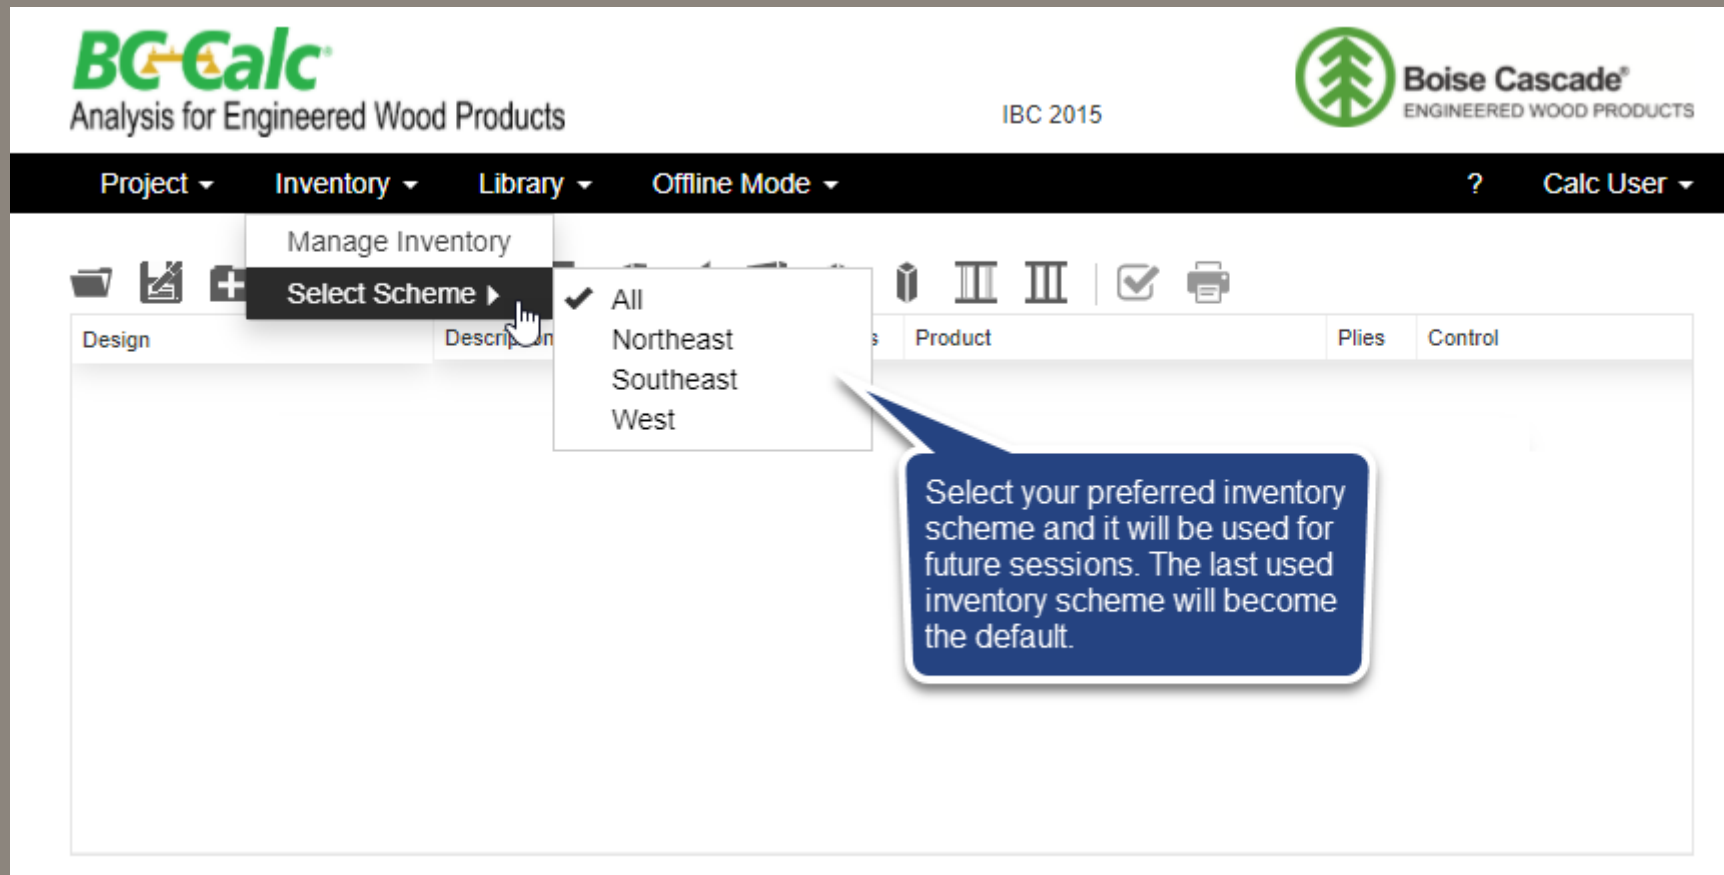 BC Calc®
Analysis for Engineered Wood Products
IBC 2015
Boise Cascade®
ENGINEERED WOOD PRODUCTS
Project Inventory Library Offline Mode ? Calc User
Manage Inventory
Select Scheme
All
Northeast
Southeast
West
Design Product Plies Control
Select your preferred inventory
scheme and it will be used for
future sessions. The last used
inventory scheme will become
the default.